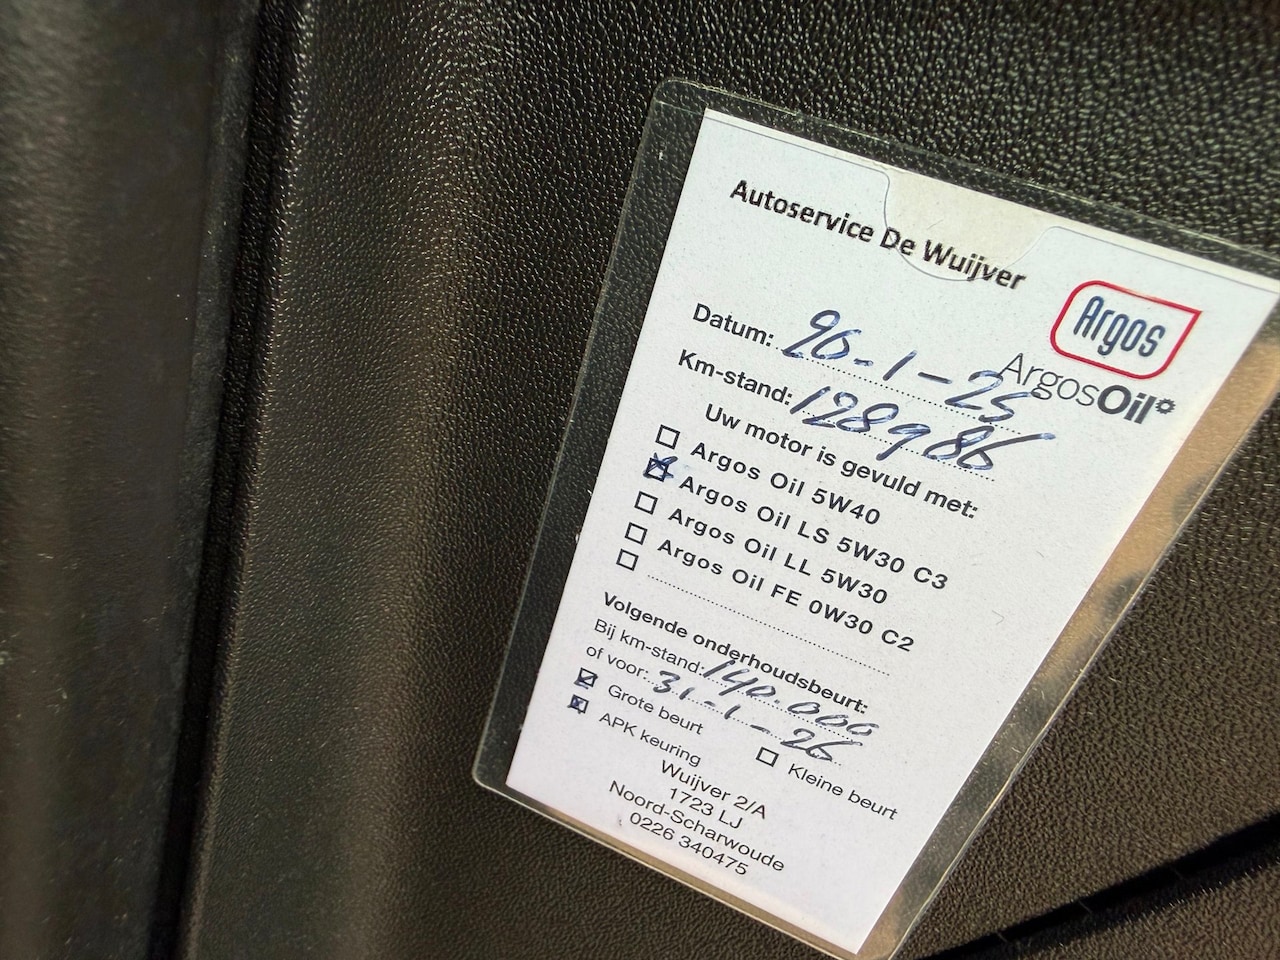 Autoservice De Wuijver
Argos
ArgosOil
Datum: 26-1-25
Km-stand: 128986
Uw motor is gevuld met:
Argos Oil 5W40
Argos Oil LS 5W30 C3
Argos Oil LL 5W30
Argos Oil FE 0W30 C2
Volgende onderhoudsbeurt:
Bij km-stand: 140.000
of voor: 31-1-26
Grote beurt Kleine beurt
APK keuring
Wuijver 2/A
1723 LJ
Noord-Scharwoude
0226 340475